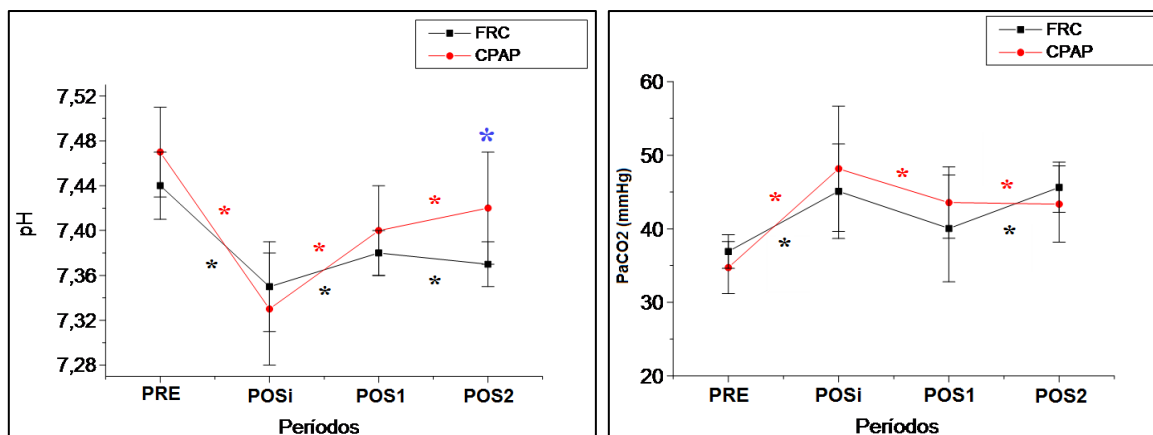 FRC
CPAP
pH
7,52
7,48
7,44
7,40
7,36
7,32
7,28
*
*
*
*
*
*
*
PRE POSi POS1 POS2
Períodos
FRC
CPAP
PaCO2 (mmHg)
60
50
40
30
20
*
*
*
*
*
PRE POSi POS1 POS2
Períodos